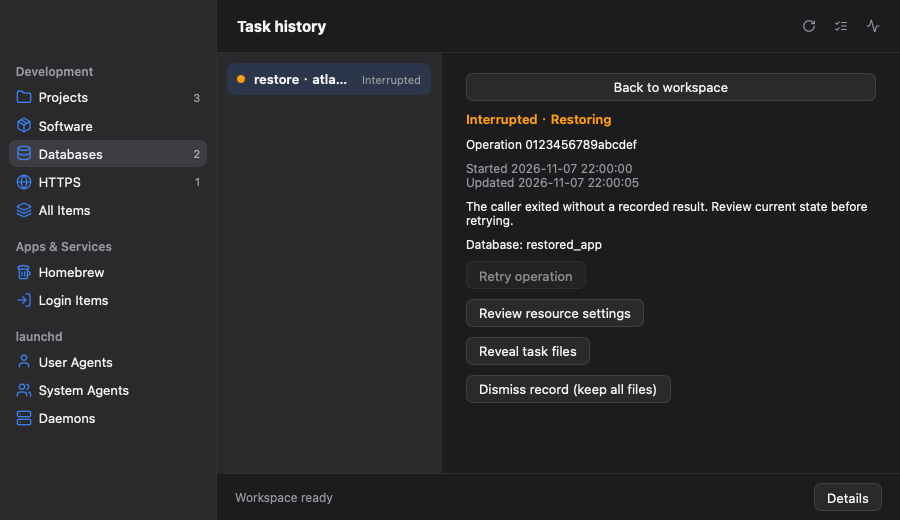 Task history
Development
Projects 3
Software
Databases 2
HTTPS 1
All Items
Apps & Services
Homebrew
Login Items
launchd
User Agents
System Agents
Daemons
restore · atla... Interrupted
Back to workspace
Interrupted · Restoring
Operation 0123456789abcdef
Started 2026-11-07 22:00:00
Updated 2026-11-07 22:00:05
The caller exited without a recorded result. Review current state before
retrying.
Database: restored_app
Retry operation
Review resource settings
Reveal task files
Dismiss record (keep all files)
Workspace ready
Details